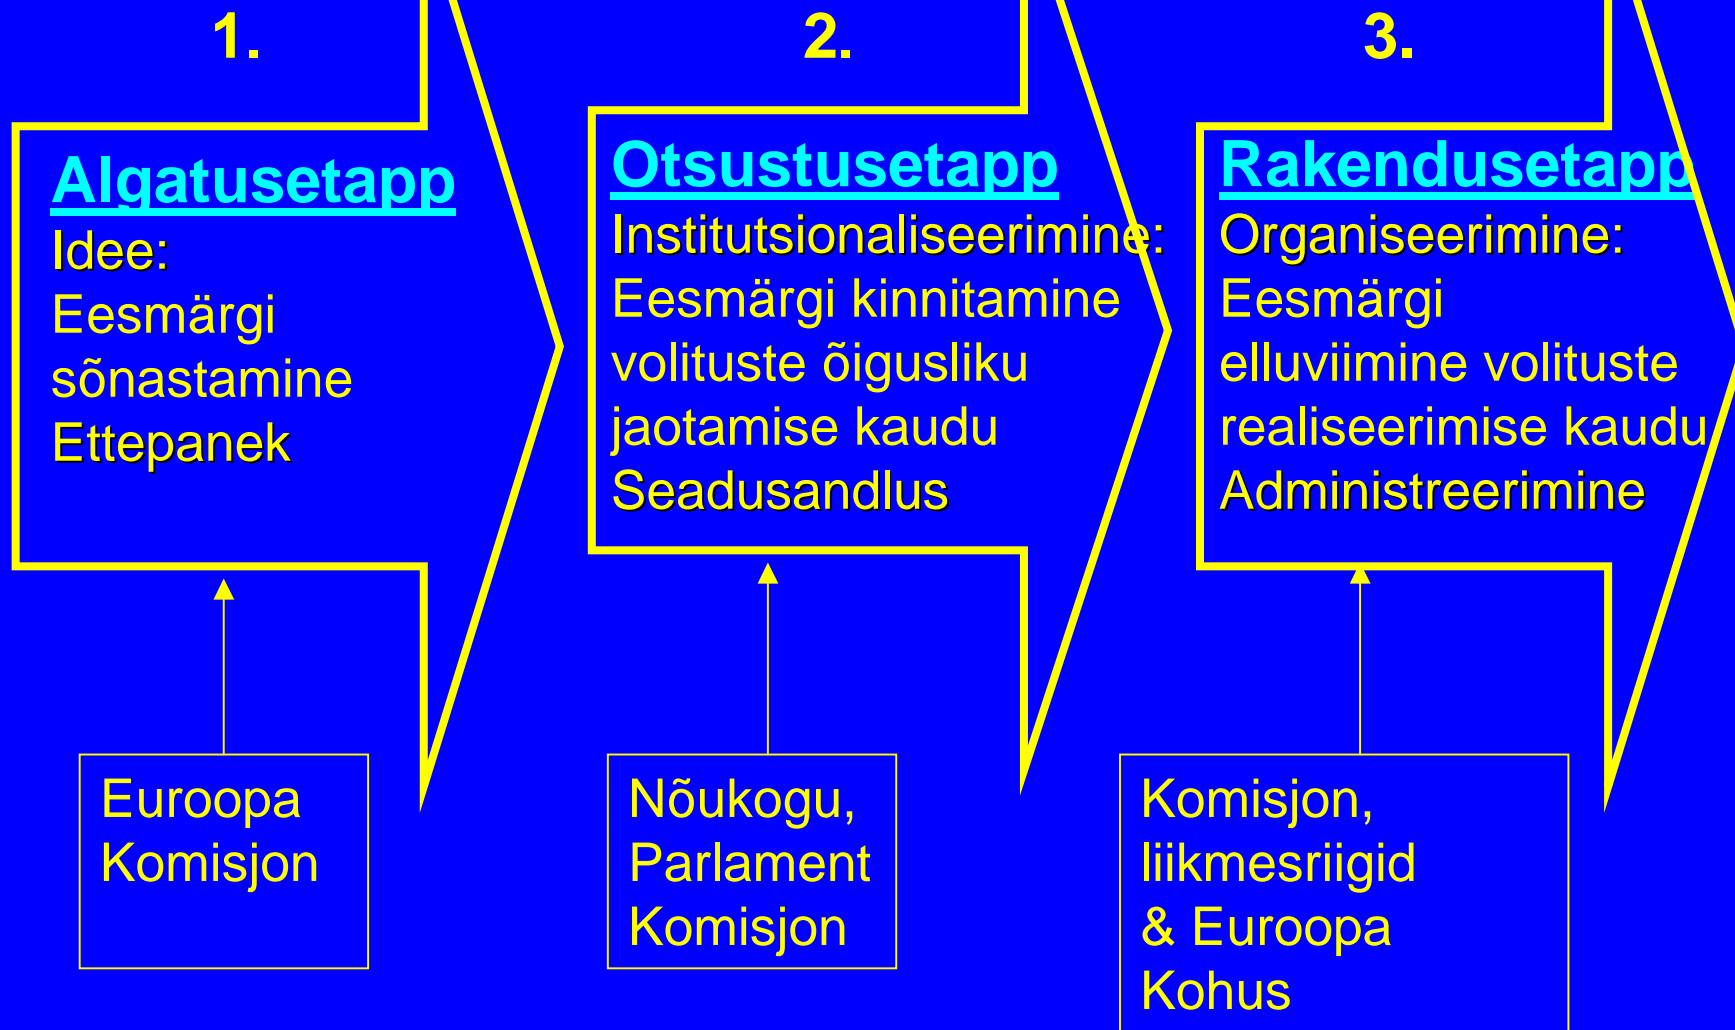 1.
Algatusetapp
Idee:
Eesmärgi
sõnastamine
Ettepanek
Euroopa
Komisjon
2.
Otsustusetapp
Institutsionaliseerimine:
Eesmärgi kinnitamine
volituste õigusliku
jaotamise kaudu
Seadusandlus
Nõukogu,
Parlament
Komisjon
3.
Rakendusetapp
Organiseerimine:
Eesmärgi
elluviimine volituste
realiseerimise kaudu
Administreerimine
Komisjon,
liikmesriigid
& Euroopa
Kohus